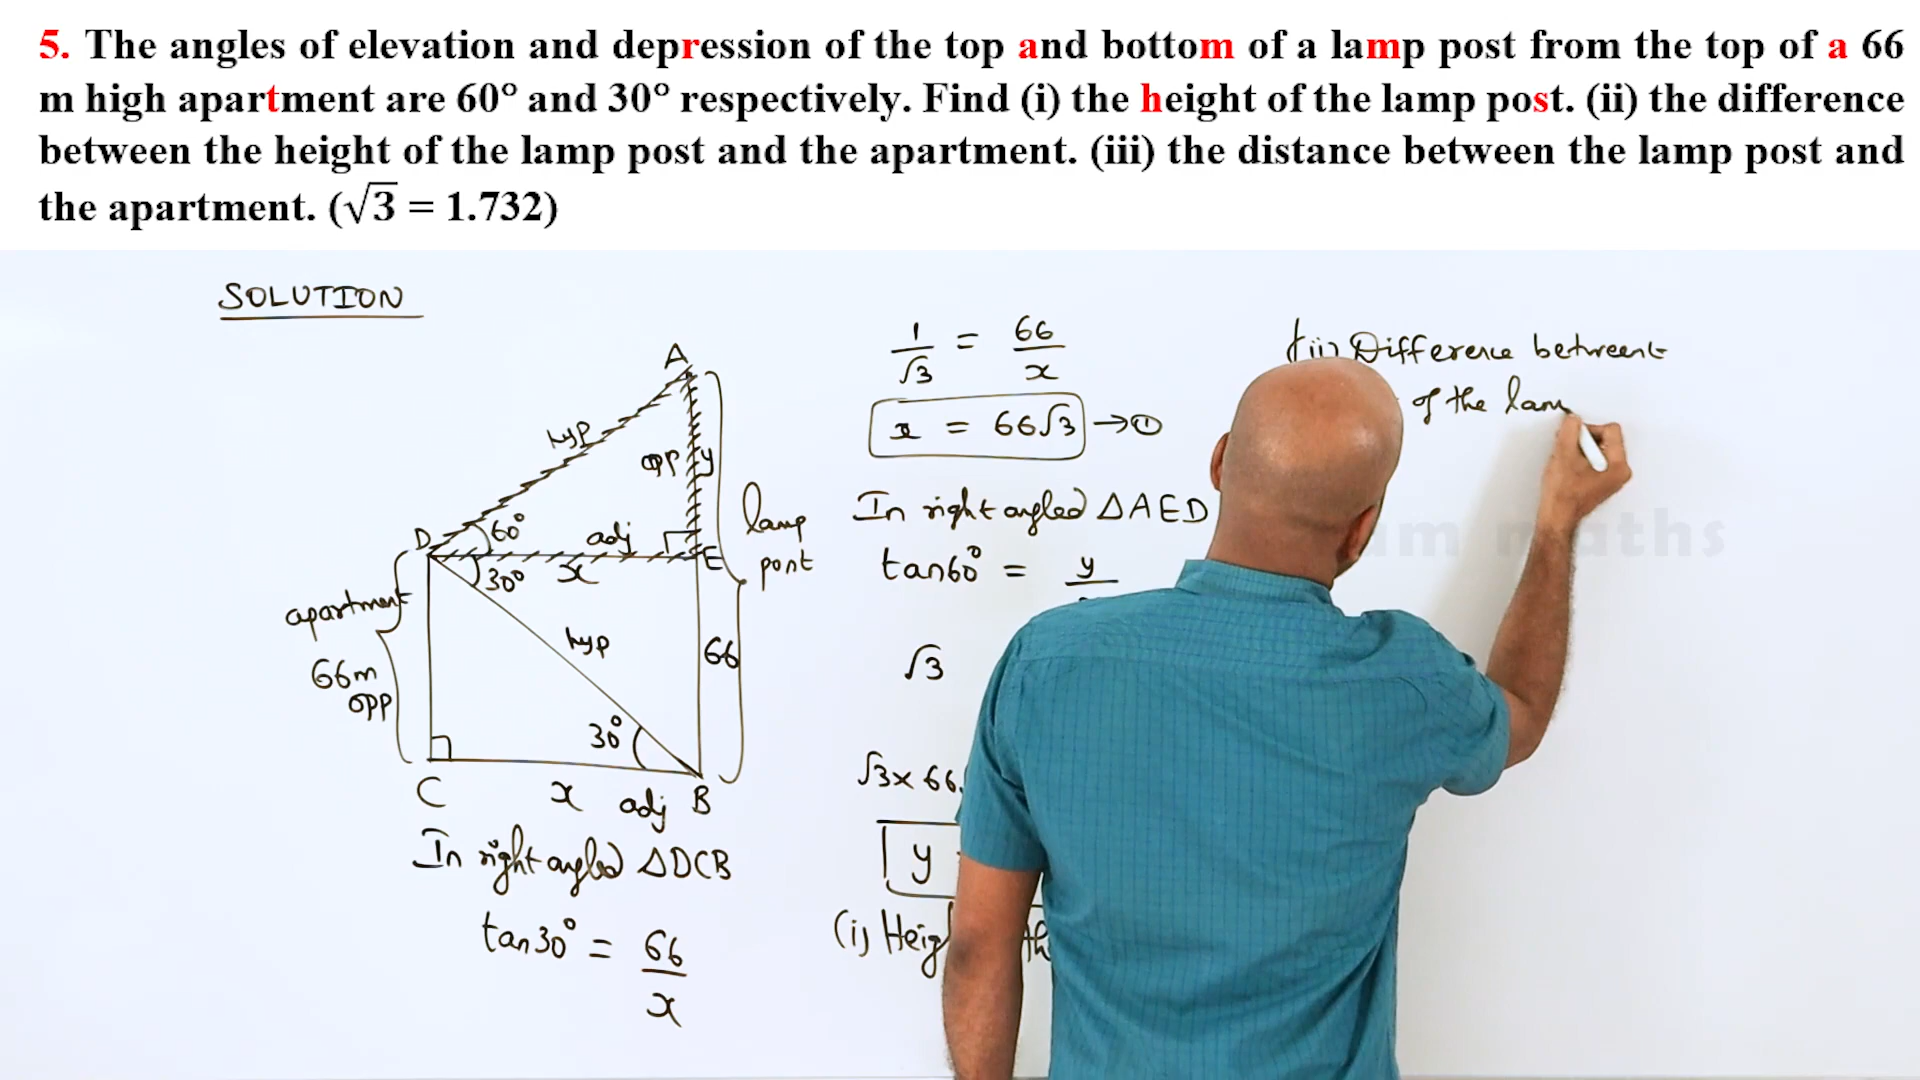 5. The angles of elevation and depression of the top and bottom of a lamp post from the top of a 66
m high apartment are 60° and 30° respectively. Find (i) the height of the lamp post. (ii) the difference
between the height of the lamp post and the apartment. (iii) the distance between the lamp post and
the apartment. (√3 = 1.732)
SOLUTION
A
hyp
opp
y
D
60°
adj
E
30°
x
lamp
post
apartment
hyp
66
66m
opp
30°
C
x
adj
B
In right angled ΔDCB
tan30° = 66/x
1/√3 = 66/x
x = 66√3 → ①
In right angled ΔAED
tan60° = y
√3
√3 × 66
y
(i)
(ii) Difference between
of the lam
maths